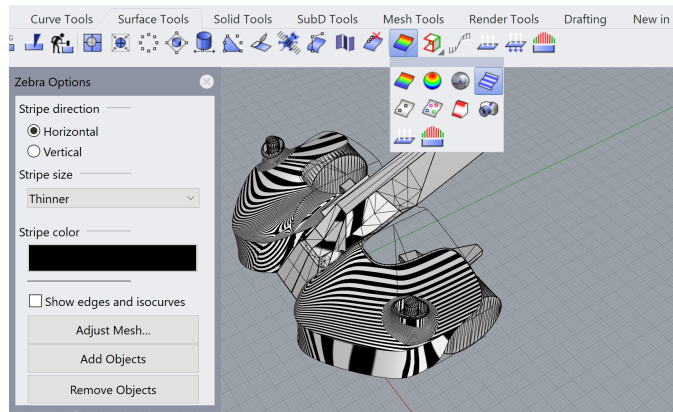 Curve Tools Surface Tools Solid Tools SubD Tools Mesh Tools Render Tools Drafting New in
Zebra Options
Stripe direction
Horizontal
Vertical
Stripe size
Thinner
Stripe color
Show edges and isocurves
Adjust Mesh...
Add Objects
Remove Objects